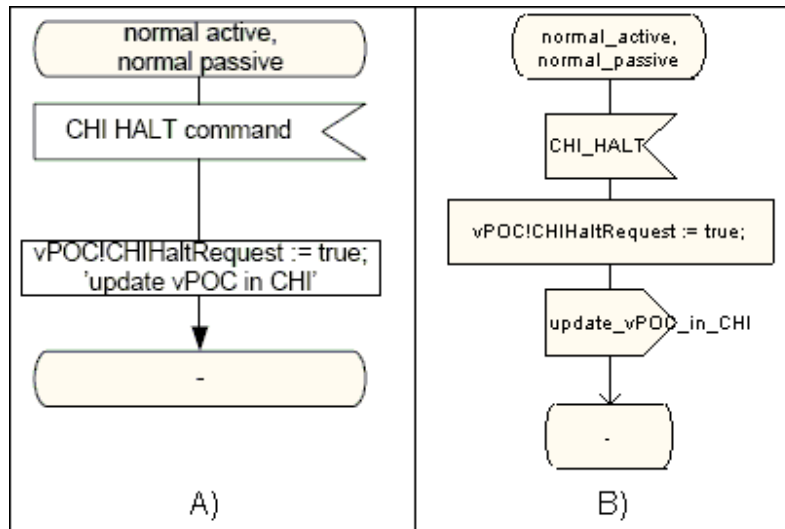 normal active,
normal passive
CHI HALT command
vPOC!CHIHaltRequest := true;
'update vPOC in CHI'
-
A)
normal_active,
normal_passive
CHI_HALT
vPOC!CHIHaltRequest := true;
update_vPOC_in_CHI
-
B)